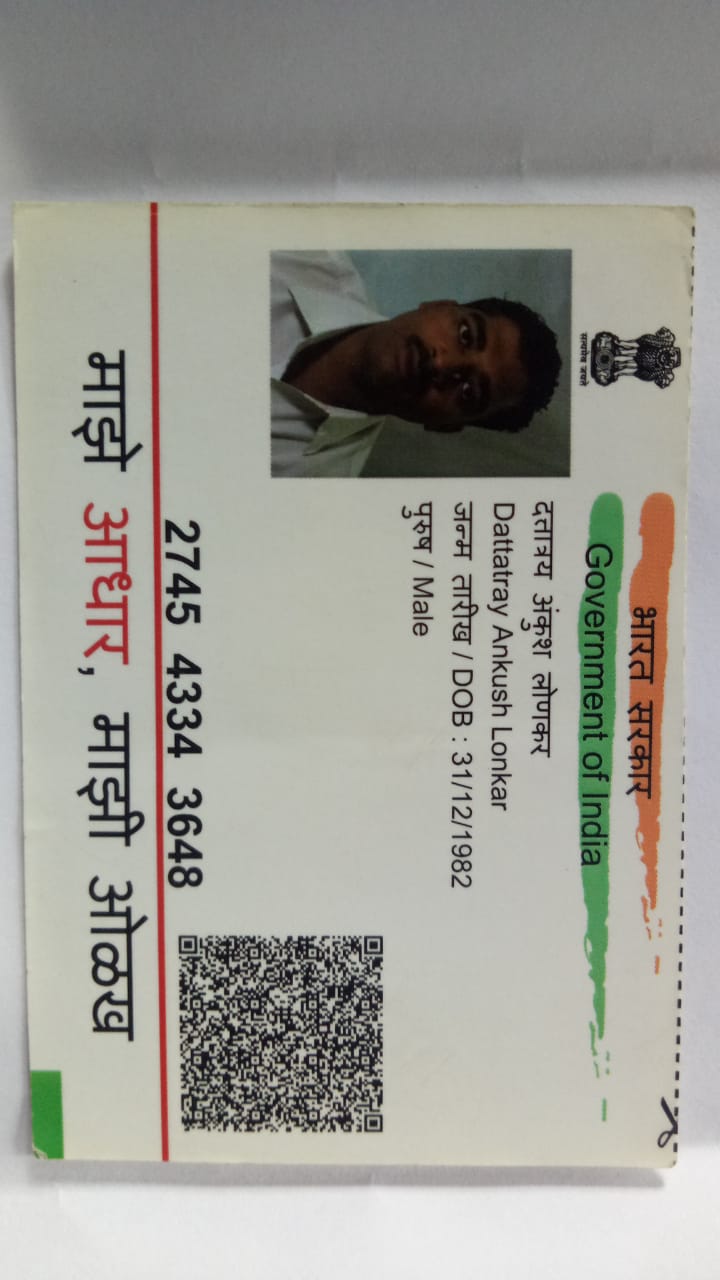 भारत सरकार
Government of India
सत्यमेव जयते
दत्तात्रय अंकुश लोणकर
Dattatray Ankush Lonkar
जन्म तारीख / DOB : 31/12/1982
पुरुष / Male
2745 4334 3648
माझे आधार, माझी ओळख